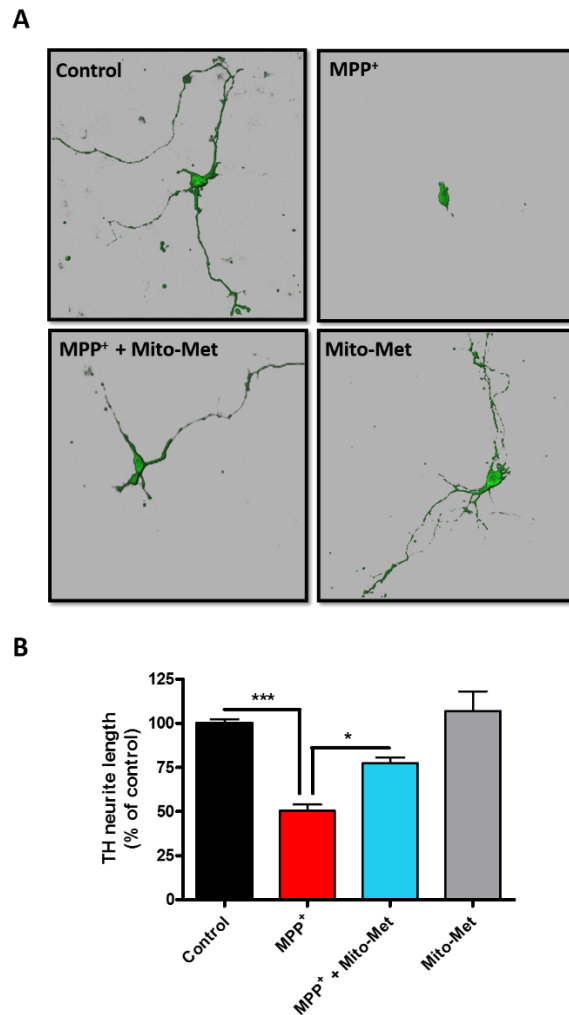 A
Control
MPP⁺
MPP⁺ + Mito-Met
Mito-Met
B
TH neurite length
(% of control)
125
100
75
50
25
0
***
*
Control
MPP⁺
MPP⁺ + Mito-Met
Mito-Met